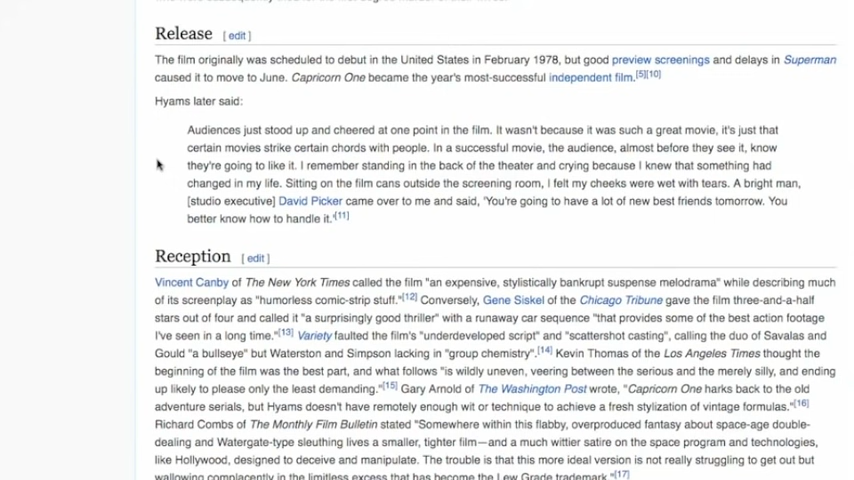 Release [ edit ]
The film originally was scheduled to debut in the United States in February 1978, but good preview screenings and delays in Superman
caused it to move to June. Capricorn One became the year's most-successful independent film.[5][10]
Hyams later said:
Audiences just stood up and cheered at one point in the film. It wasn't because it was such a great movie, it's just that
certain movies strike certain chords with people. In a successful movie, the audience, almost before they see it, know
they're going to like it. I remember standing in the back of the theater and crying because I knew that something had
changed in my life. Sitting on the film cans outside the screening room, I felt my cheeks were wet with tears. A bright man,
[studio executive] David Picker came over to me and said, 'You're going to have a lot of new best friends tomorrow. You
better know how to handle it.'[11]
Reception [ edit ]
Vincent Canby of The New York Times called the film "an expensive, stylistically bankrupt suspense melodrama" while describing much
of its screenplay as "humorless comic-strip stuff."[12] Conversely, Gene Siskel of the Chicago Tribune gave the film three-and-a-half
stars out of four and called it "a surprisingly good thriller" with a runaway car sequence "that provides some of the best action footage
I've seen in a long time."[13] Variety faulted the film's "underdeveloped script" and "scattershot casting", calling the duo of Savalas and
Gould "a bullseye" but Waterston and Simpson lacking in "group chemistry".[14] Kevin Thomas of the Los Angeles Times thought the
beginning of the film was the best part, and what follows "is wildly uneven, veering between the serious and the merely silly, and ending
up likely to please only the least demanding."[15] Gary Arnold of The Washington Post wrote, "Capricorn One harks back to the old
adventure serials, but Hyams doesn't have remotely enough wit or technique to achieve a fresh stylization of vintage formulas."[16]
Richard Combs of The Monthly Film Bulletin stated "Somewhere within this flabby, overproduced fantasy about space-age double-
dealing and Watergate-type sleuthing lives a smaller, tighter film—and a much wittier satire on the space program and technologies,
like Hollywood, designed to deceive and manipulate. The trouble is that this more ideal version is not really struggling to get out but
wallowing complacently in the limitless excess that has become the Lew Grade trademark."[17]